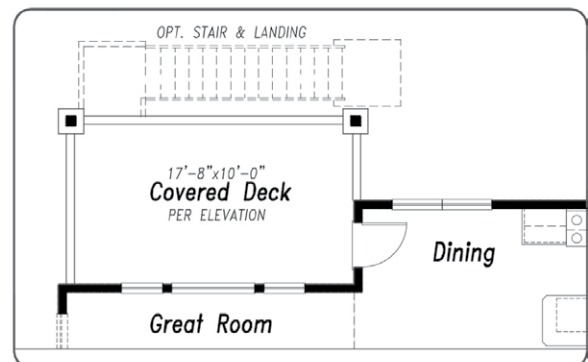 OPT. STAIR & LANDING
17'-8"x10'-0"
Covered Deck
PER ELEVATION
Dining
Great Room